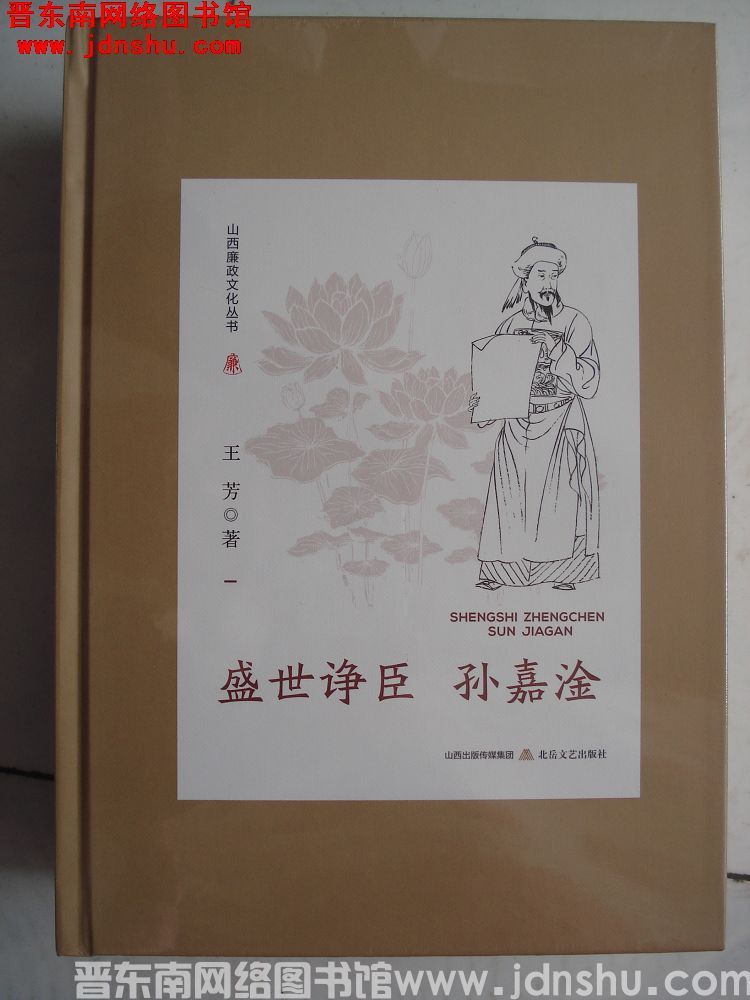 晋东南网络图书馆
www.jdnshu.com
山西廉政文化丛书
廉
王芳◎著
SHENGSHI ZHENGCHEN
SUN JIAGAN
盛世诤臣 孙嘉淦
山西出版传媒集团 北岳文艺出版社
晋东南网络图书馆www.jdnshu.com